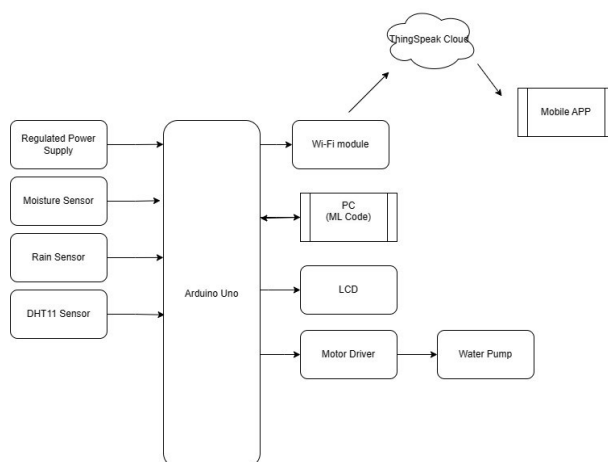 ThingSpeak Cloud
Mobile APP
Regulated Power
Supply
Wi-Fi module
Moisture Sensor
PC
(ML Code)
Rain Sensor
Arduino Uno
LCD
DHT11 Sensor
Motor Driver
Water Pump